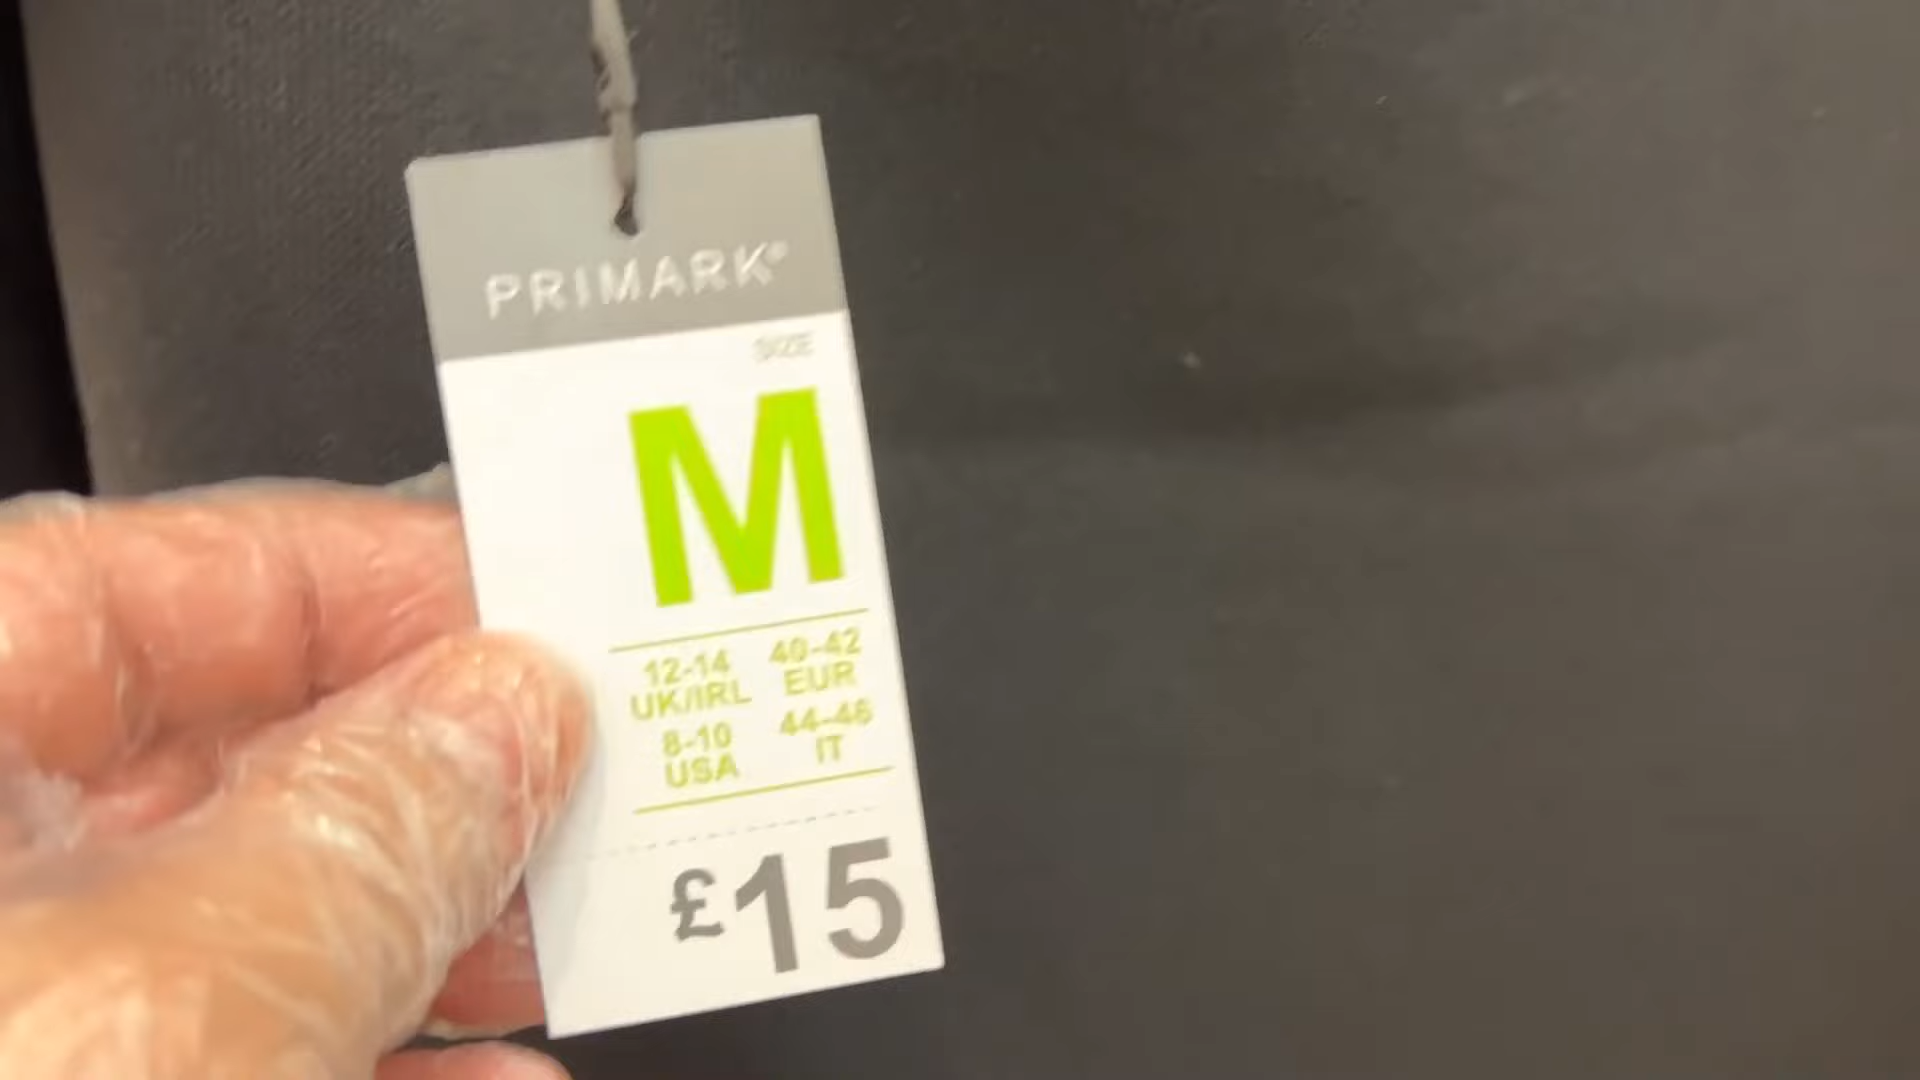 PRIMARK®
SIZE
M
12-14 40-42
UK/IRL EUR
8-10 44-46
USA IT
£15